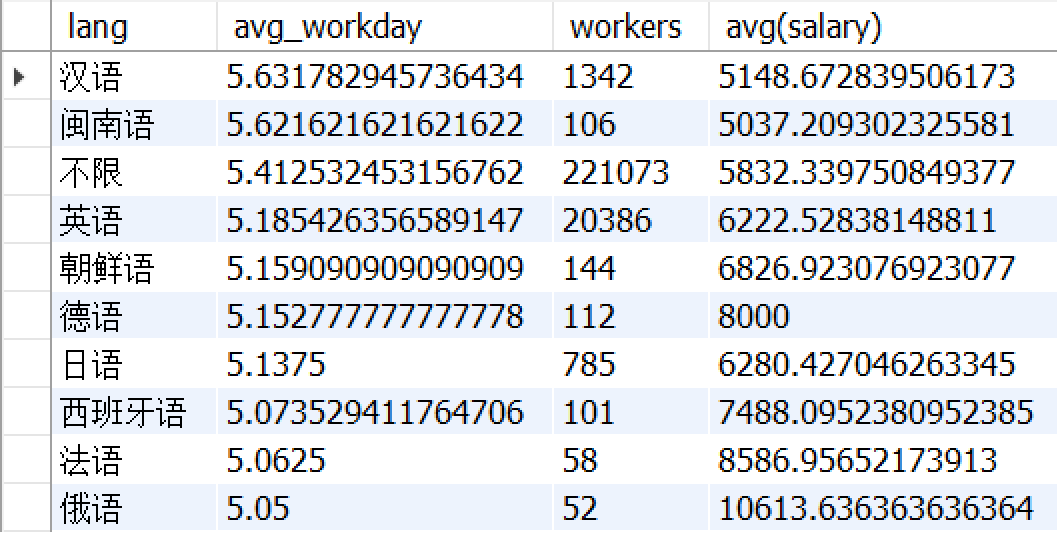 lang avg_workday workers avg(salary)
汉语 5.631782945736434 1342 5148.672839506173
闽南语 5.621621621621622 106 5037.209302325581
不限 5.412532453156762 221073 5832.339750849377
英语 5.185426356589147 20386 6222.52838148811
朝鲜语 5.159090909090909 144 6826.923076923077
德语 5.152777777777778 112 8000
日语 5.1375 785 6280.427046263345
西班牙语 5.073529411764706 101 7488.0952380952385
法语 5.0625 58 8586.95652173913
俄语 5.05 52 10613.636363636364